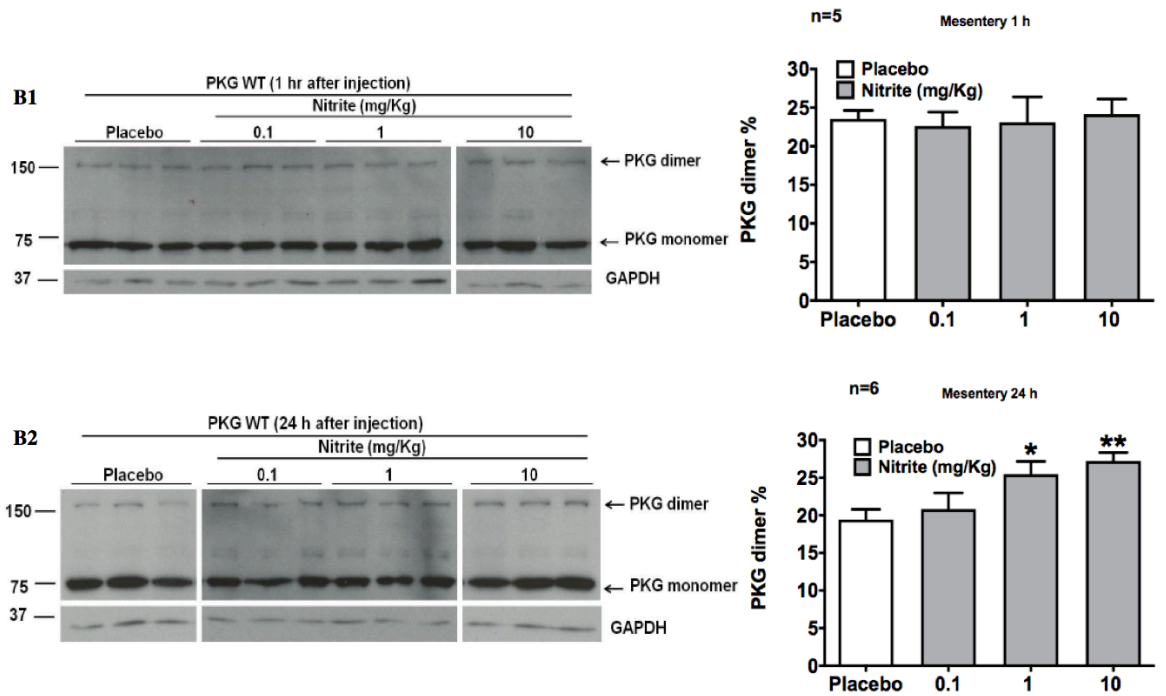 B1
PKG WT (1 hr after injection)
Nitrite (mg/Kg)
Placebo 0.1 1 10
150
PKG dimer
75
PKG monomer
37
GAPDH
n=5 Mesentery 1 h
PKG dimer %
30
25
20
15
10
5
0
Placebo
Nitrite (mg/Kg)
Placebo 0.1 1 10
B2
PKG WT (24 h after injection)
Nitrite (mg/Kg)
Placebo 0.1 1 10
150
PKG dimer
75
PKG monomer
37
GAPDH
n=6 Mesentery 24 h
PKG dimer %
30
25
20
15
10
5
0
Placebo
Nitrite (mg/Kg)
* **
Placebo 0.1 1 10